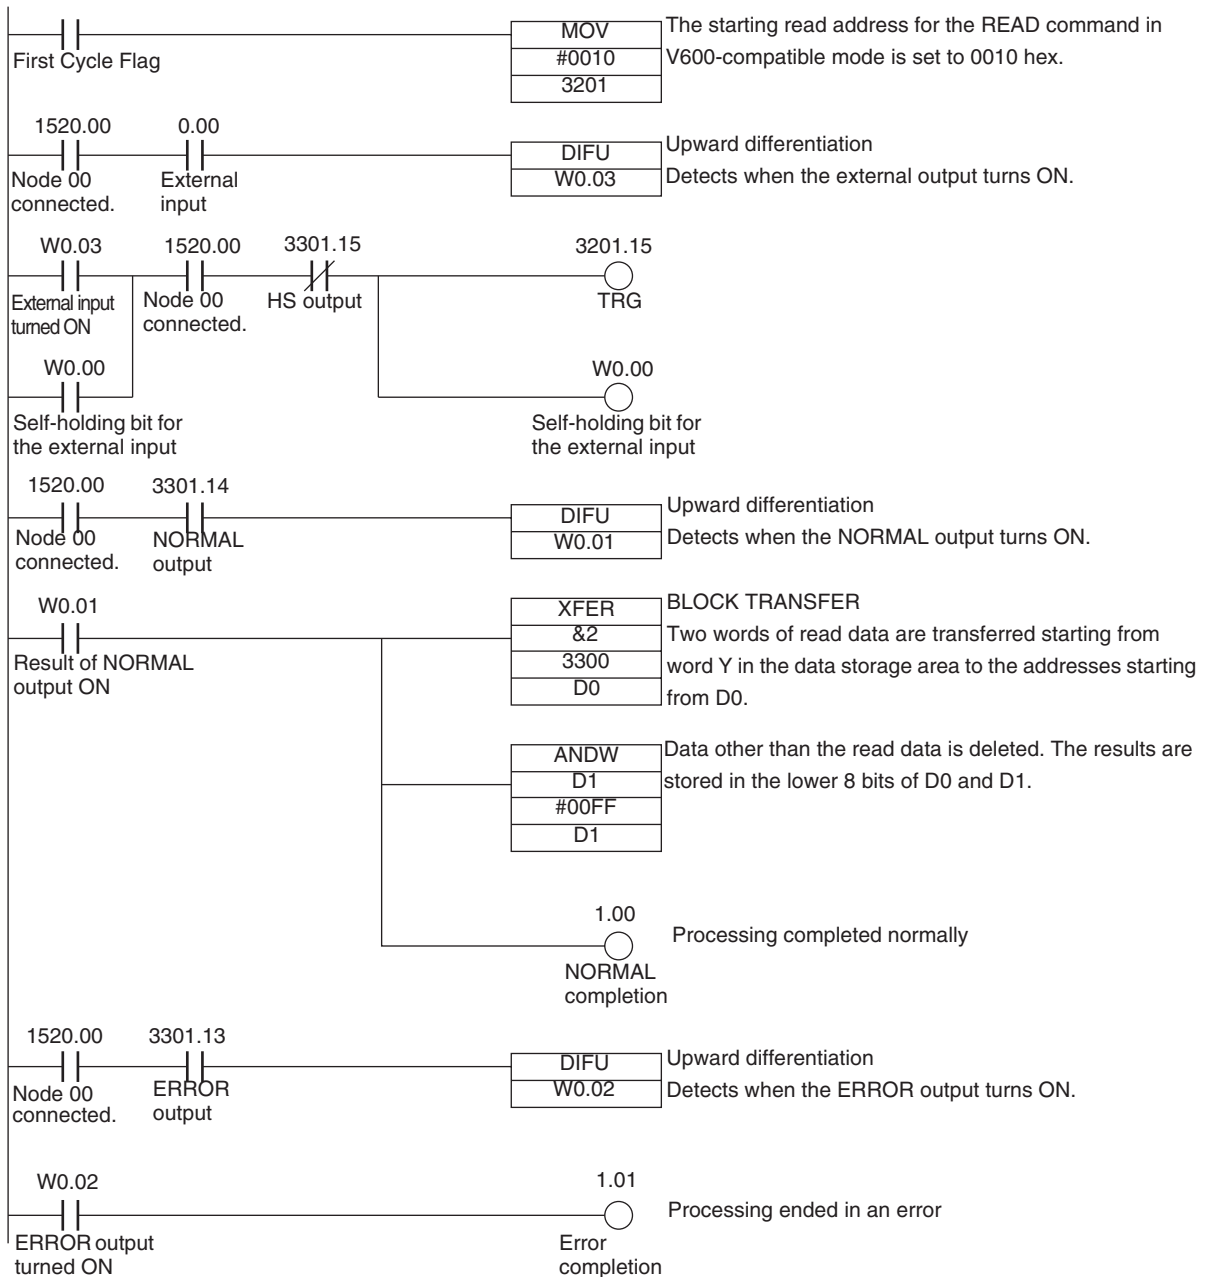 MOV
The starting read address for the READ command in
First Cycle Flag
#0010
V600-compatible mode is set to 0010 hex.
3201
1520.00 0.00
Upward differentiation
DIFU
Node 00
connected.
External
input
W0.03
Detects when the external output turns ON.
W0.03 1520.00 3301.15 3201.15
External input
turned ON
Node 00
connected.
HS output
TRG
W0.00 W0.00
Self-holding bit for
the external input
Self-holding bit for
the external input
1520.00 3301.14
Upward differentiation
DIFU
Node 00
connected.
NORMAL
output
W0.01
Detects when the NORMAL output turns ON.
W0.01
XFER
BLOCK TRANSFER
&2
Two words of read data are transferred starting from
Result of NORMAL
output ON
3300
word Y in the data storage area to the addresses starting
D0
from D0.
ANDW
Data other than the read data is deleted. The results are
D1
stored in the lower 8 bits of D0 and D1.
#00FF
D1
1.00
Processing completed normally
NORMAL
completion
1520.00 3301.13
Upward differentiation
DIFU
Node 00
connected.
ERROR
output
W0.02
Detects when the ERROR output turns ON.
W0.02 1.01
Processing ended in an error
ERROR output
turned ON
Error
completion